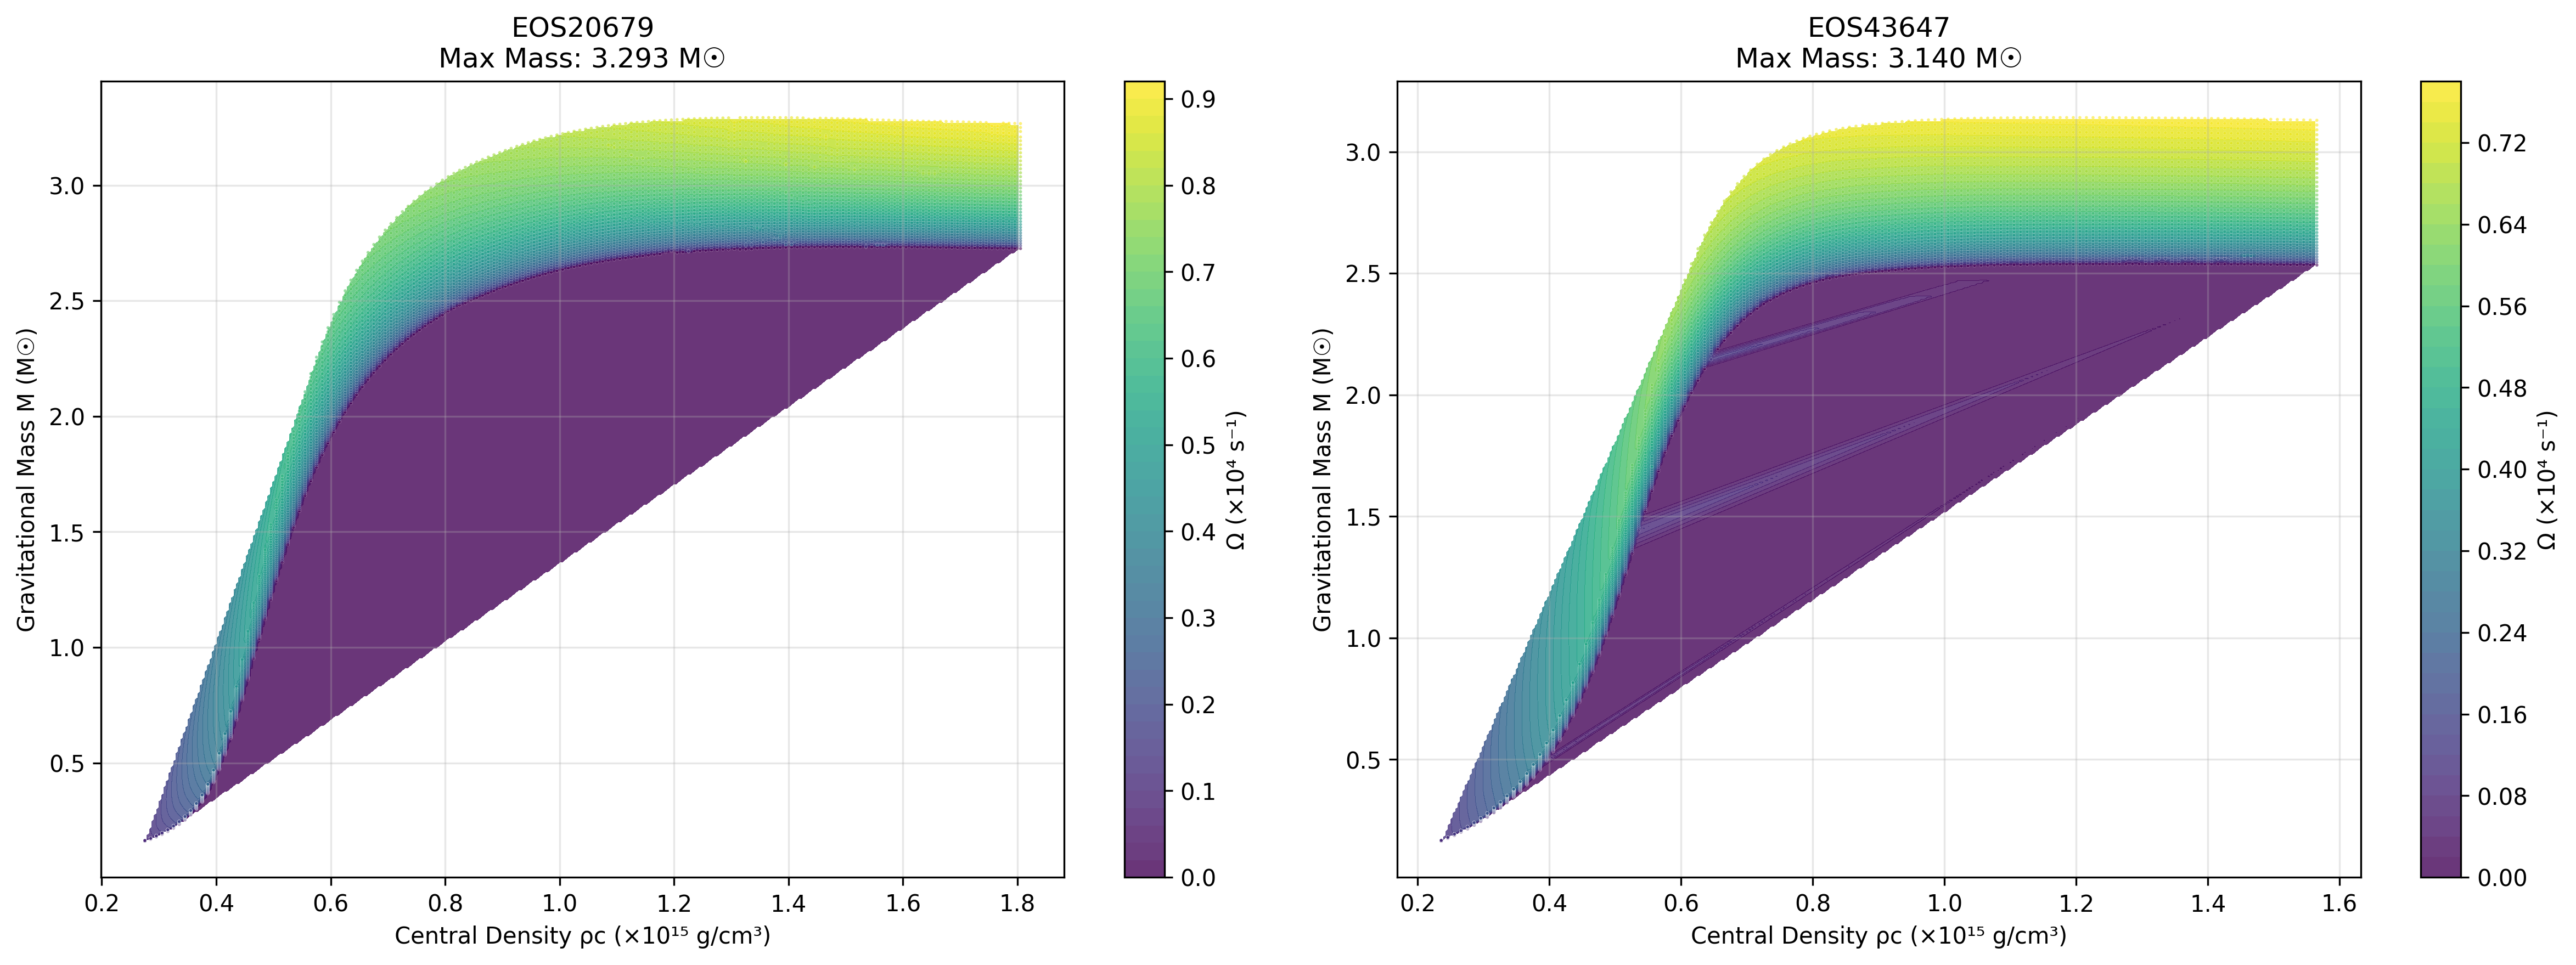 EOS20679
Max Mass: 3.293 M☉
Gravitational Mass M (M☉)
3.0
2.5
2.0
1.5
1.0
0.5
0.2 0.4 0.6 0.8 1.0 1.2 1.4 1.6 1.8
Central Density ρc (×10¹⁵ g/cm³)
0.9
0.8
0.7
0.6
0.5
0.4
0.3
0.2
0.1
0.0
Ω (×10⁴ s⁻¹)
EOS43647
Max Mass: 3.140 M☉
Gravitational Mass M (M☉)
3.0
2.5
2.0
1.5
1.0
0.5
0.2 0.4 0.6 0.8 1.0 1.2 1.4 1.6
Central Density ρc (×10¹⁵ g/cm³)
0.72
0.64
0.56
0.48
0.40
0.32
0.24
0.16
0.08
0.00
Ω (×10⁴ s⁻¹)